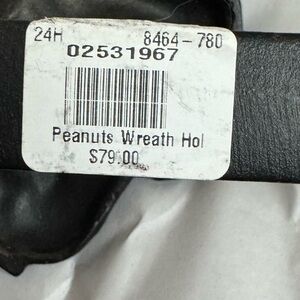 24H 8464-780
02531967
Peanuts Wreath Hol
$79.00